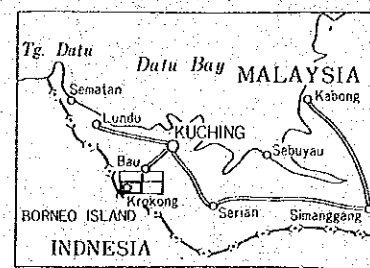 Tg. Datu
Datu Bay
MALAYSIA
Sematan
Kabong
Lundu
KUCHING
Bau
Sebuyau
Krokong
BORNEO ISLAND
Serian
Simanggang
INDNESIA